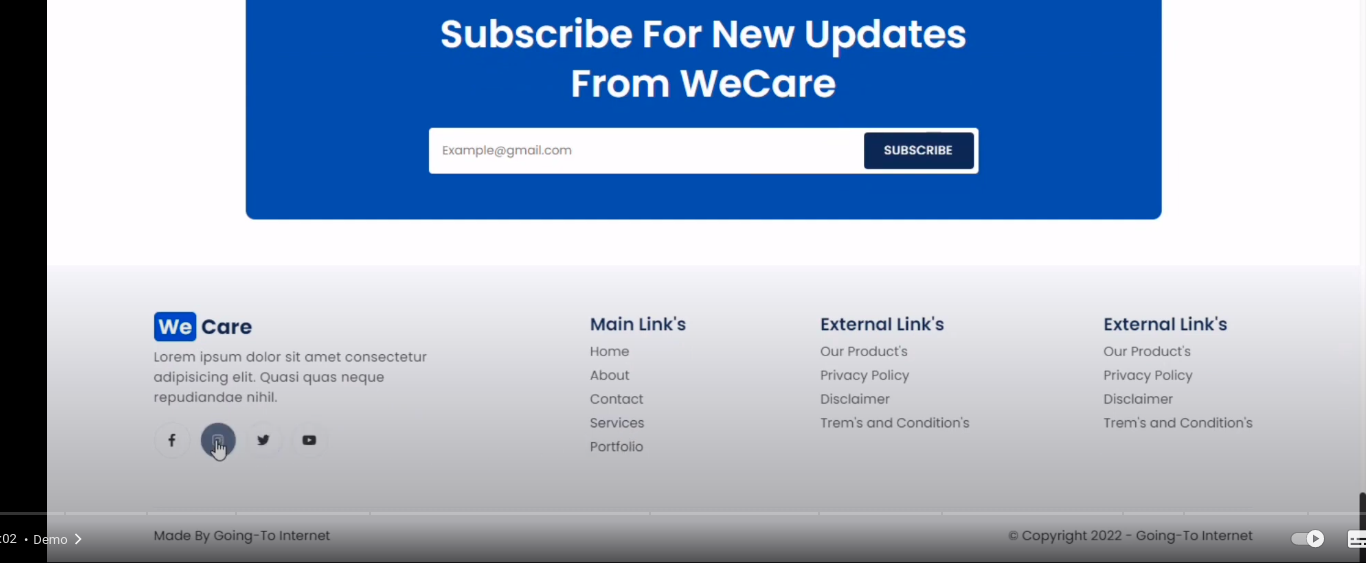 Subscribe For New Updates
From WeCare
Example@gmail.com
SUBSCRIBE
We Care
Lorem ipsum dolor sit amet consectetur
adipisicing elit. Quasi quas neque
repudiandae nihil.
Main Link's
Home
About
Contact
Services
Portfolio
External Link's
Our Product's
Privacy Policy
Disclaimer
Trem's and Condition's
External Link's
Our Product's
Privacy Policy
Disclaimer
Trem's and Condition's
Made By Going-To Internet
© Copyright 2022 - Going-To Internet
:02 • Demo